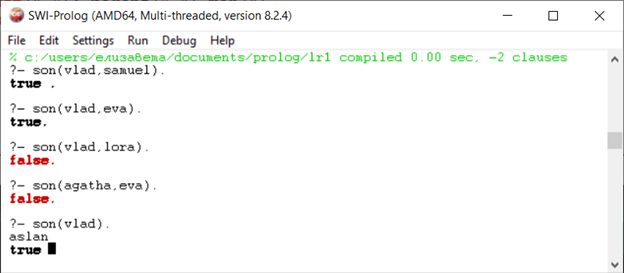 SWI-Prolog (AMD64, Multi-threaded, version 8.2.4)
File Edit Settings Run Debug Help
% c:/users/елизавета/documents/prolog/lr1 compiled 0.00 sec, -2 clauses
?- son(vlad,samuel).
true .
?- son(vlad,eva).
true.
?- son(vlad,lora).
false.
?- son(agatha,eva).
false.
?- son(vlad).
aslan
true